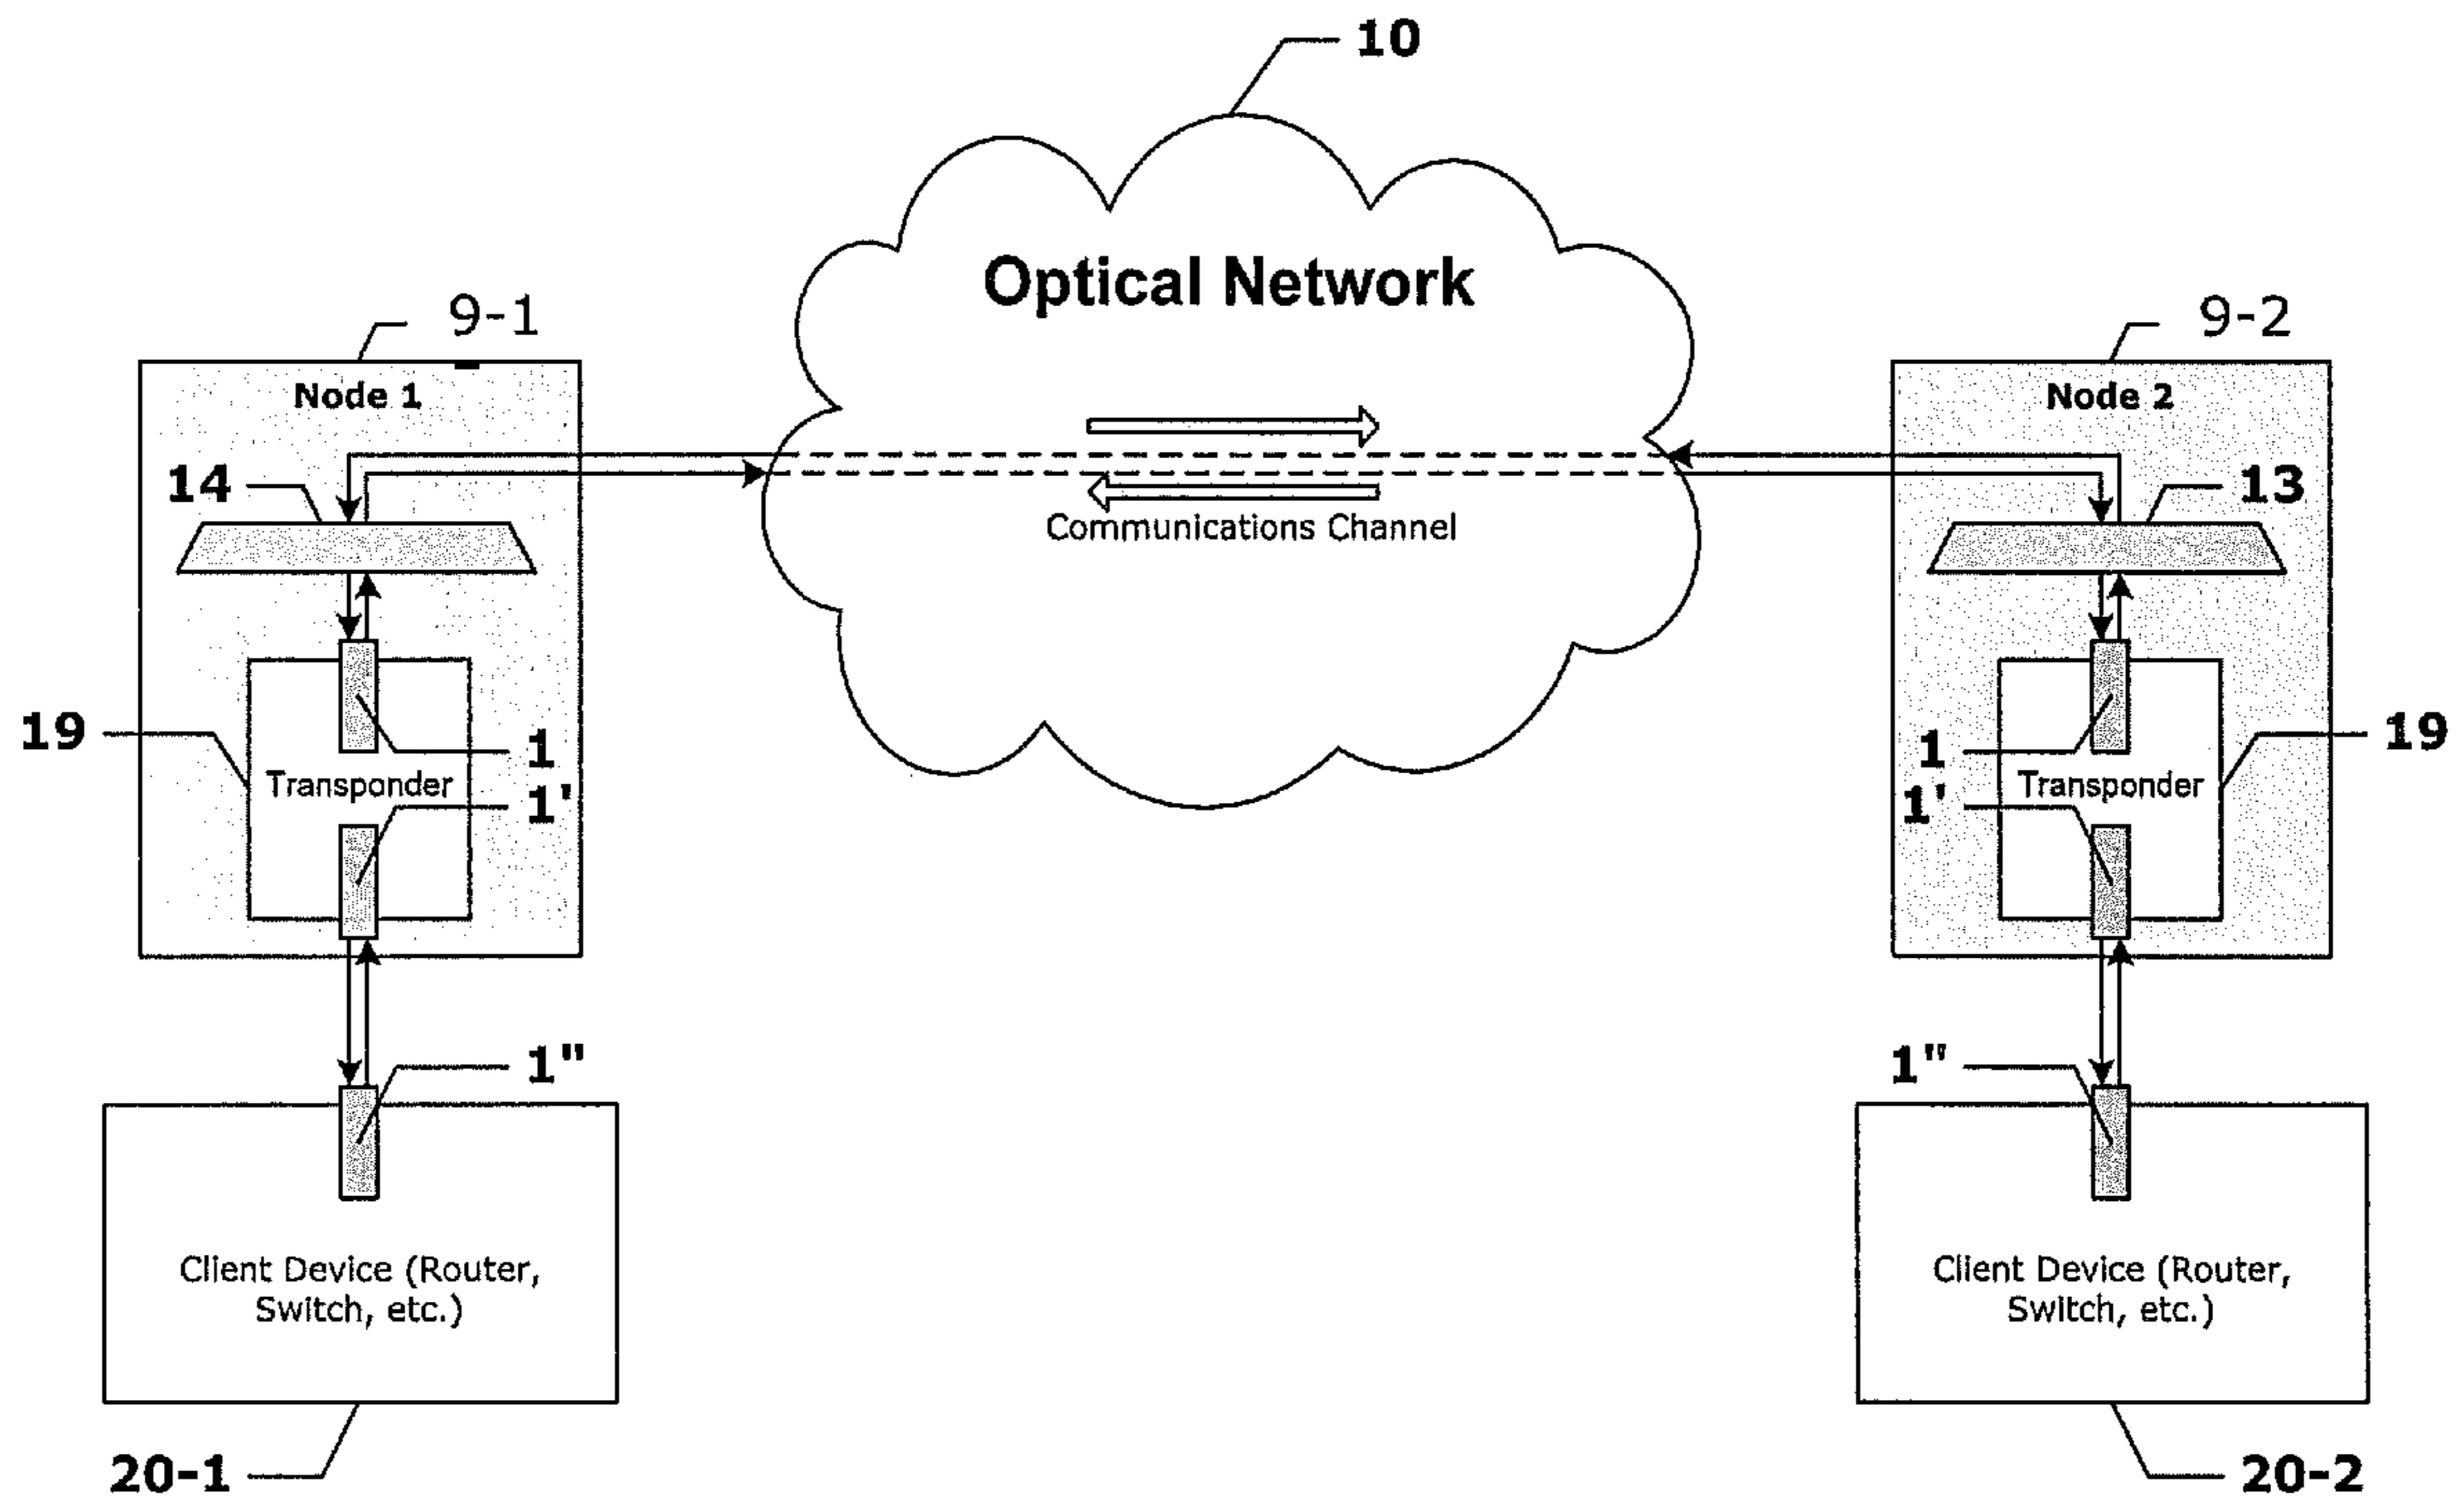 10
Optical Network
9-1
9-2
Node 1
Node 2
14
13
Communications Channel
19
1
Transponder
1'
1
Transponder
1'
19
1"
1"
Client Device (Router,
Switch, etc.)
Client Device (Router,
Switch, etc.)
20-1
20-2